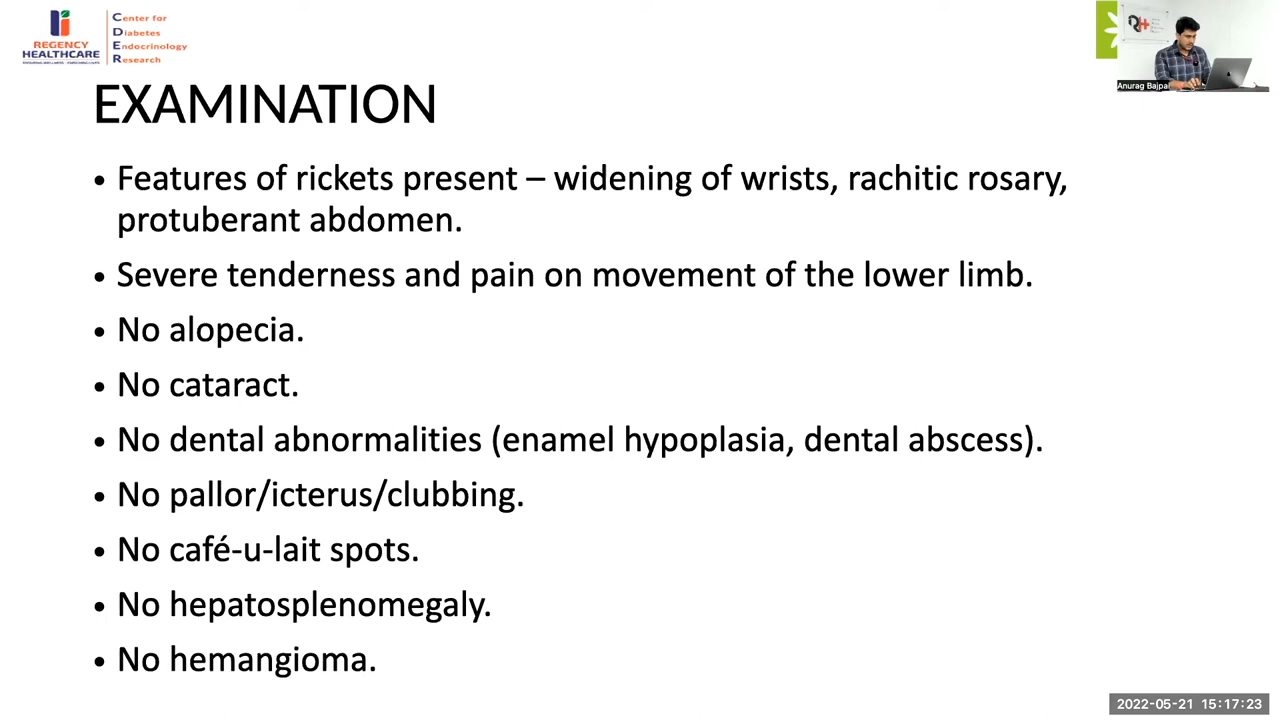 REGENCY
HEALTHCARE
Center for
Diabetes
Endocrinology
Research
Anurag Bajpai
EXAMINATION
• Features of rickets present – widening of wrists, rachitic rosary,
protuberant abdomen.
• Severe tenderness and pain on movement of the lower limb.
• No alopecia.
• No cataract.
• No dental abnormalities (enamel hypoplasia, dental abscess).
• No pallor/icterus/clubbing.
• No café-u-lait spots.
• No hepatosplenomegaly.
• No hemangioma.
2022-05-21 15:17:23